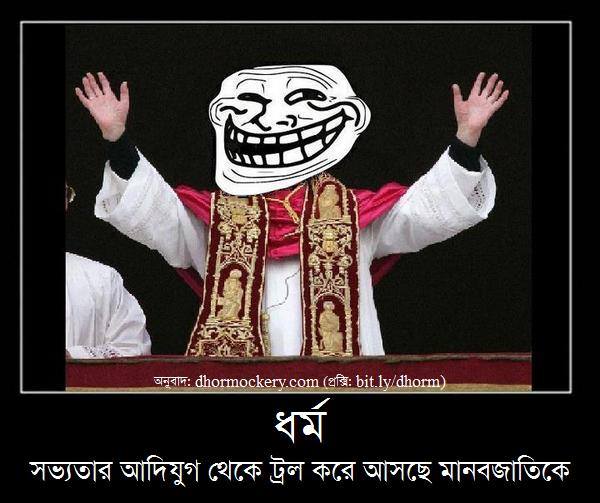 অনুবাদ: dhormockery.com (প্রক্সি: bit.ly/dhorm)
ধর্ম
সভ্যতার আদিযুগ থেকে ট্রল করে আসছে মানবজাতিকে